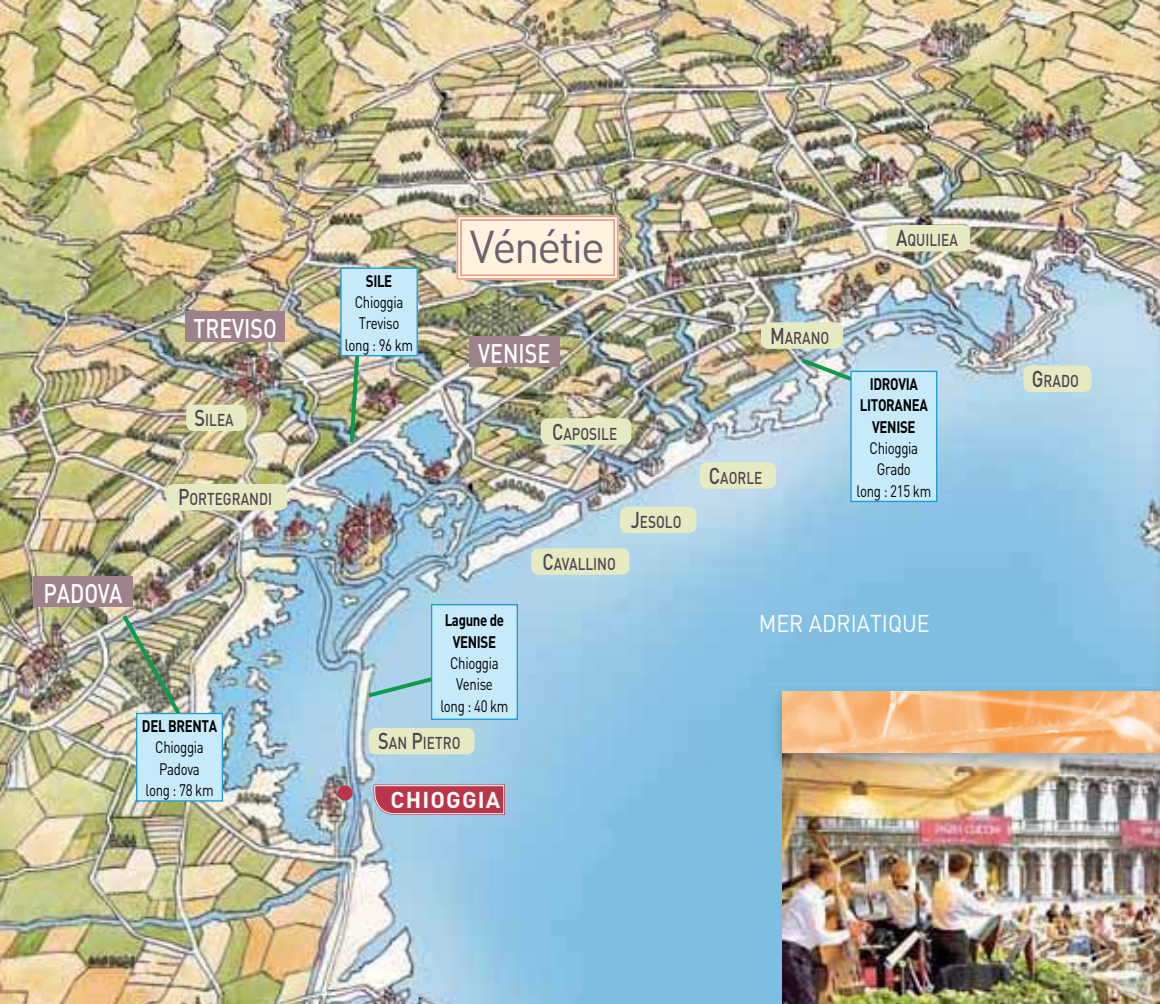 Vénétie
AQUILIEA
SILE
Chioggia
Treviso
long : 96 km
TREVISO
VENISE
MARANO
GRADO
IDROVIA
LITORANEA
VENISE
Chioggia
Grado
long : 215 km
SILEA
CAPOSILE
CAORLE
PORTEGRANDI
JESOLO
CAVALLINO
PADOVA
MER ADRIATIQUE
Lagune de
VENISE
Chioggia
Venise
long : 40 km
DEL BRENTA
Chioggia
Padova
long : 78 km
SAN PIETRO
CHIOGGIA